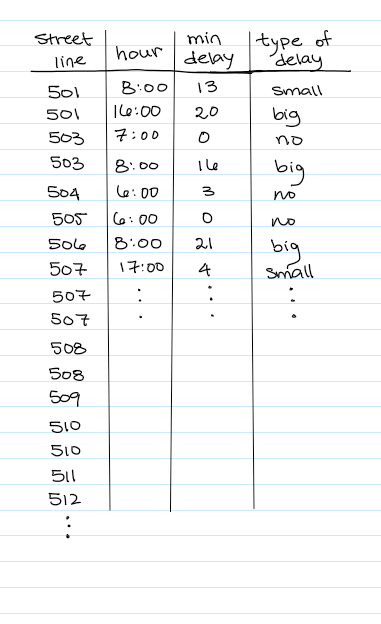 street line | hour | min delay | type of delay
501 | 8:00 | 13 | small
501 | 16:00 | 20 | big
503 | 7:00 | 0 | no
503 | 8:00 | 16 | big
504 | 6:00 | 3 | no
505 | 6:00 | 0 | no
506 | 8:00 | 21 | big
507 | 17:00 | 4 | small
507 | : | : | :
507 | . | . | .
508
508
509
510
510
511
512
⋮